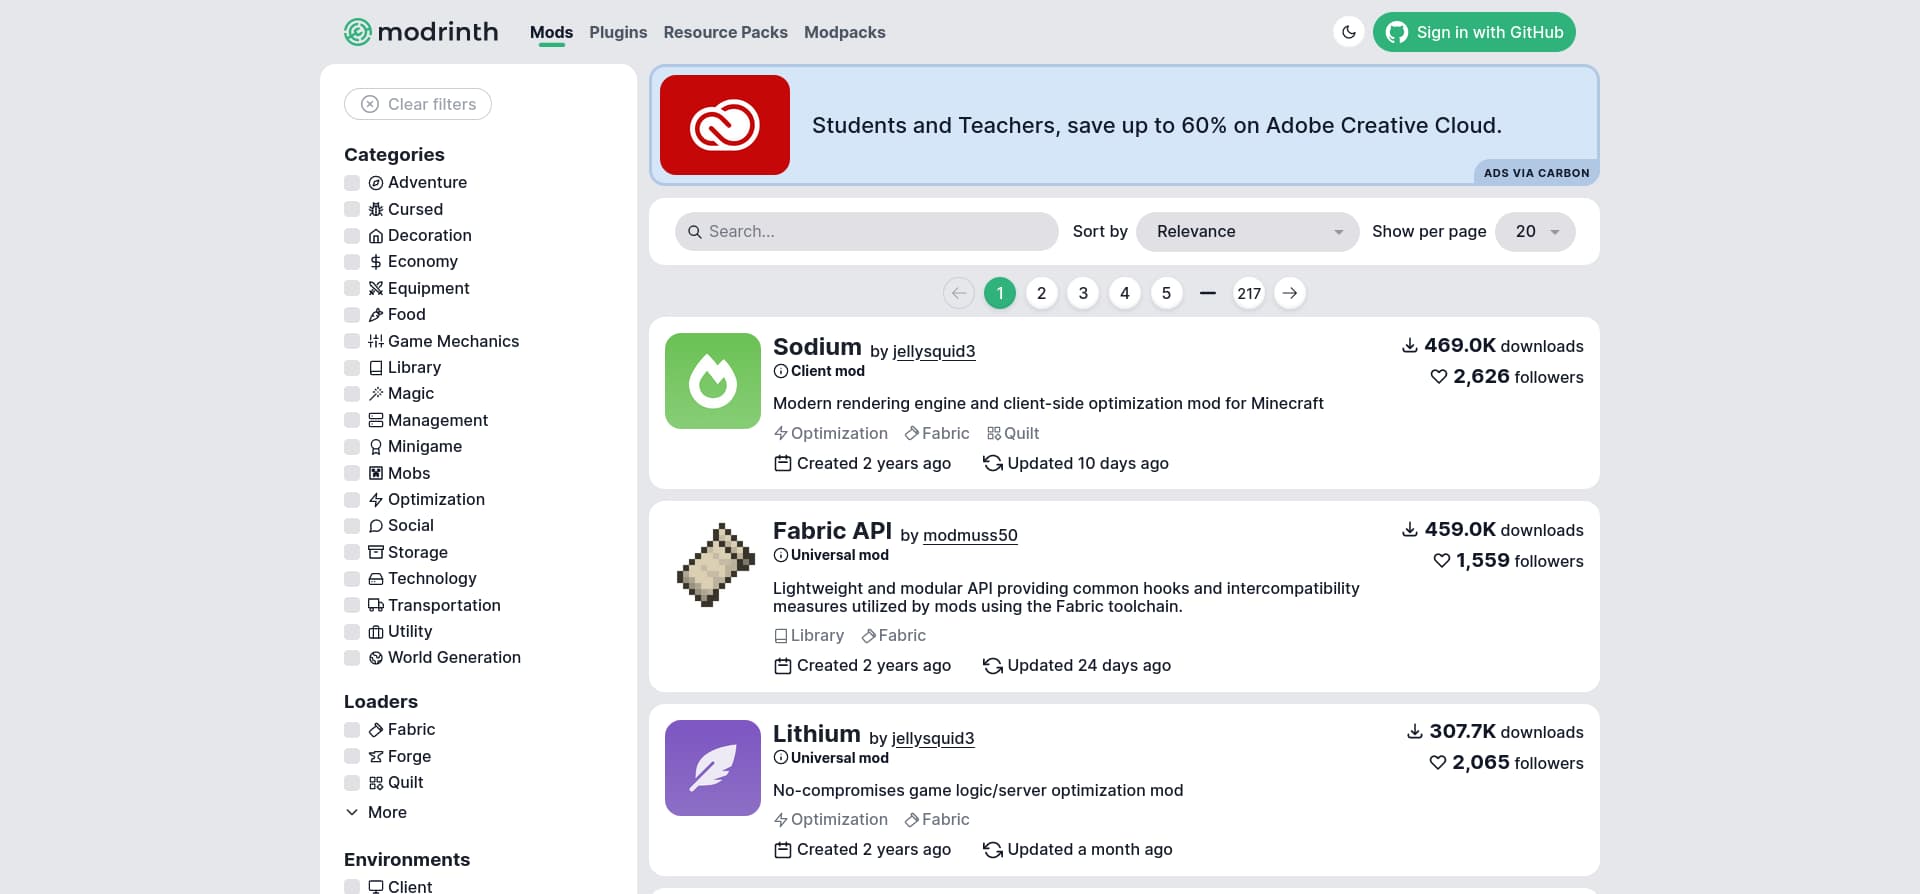 modrinth
Mods
Plugins
Resource Packs
Modpacks
Sign in with GitHub
Clear filters
Categories
Adventure
Cursed
Decoration
Economy
Equipment
Food
Game Mechanics
Library
Magic
Management
Minigame
Mobs
Optimization
Social
Storage
Technology
Transportation
Utility
World Generation
Loaders
Fabric
Forge
Quilt
More
Environments
Client
Students and Teachers, save up to 60% on Adobe Creative Cloud.
ADS VIA CARBON
Search...
Sort by
Relevance
Show per page
20
1 2 3 4 5 217
Sodium by jellysquid3
Client mod
Modern rendering engine and client-side optimization mod for Minecraft
Optimization Fabric Quilt
Created 2 years ago Updated 10 days ago
469.0K downloads
2,626 followers
Fabric API by modmuss50
Universal mod
Lightweight and modular API providing common hooks and intercompatibility
measures utilized by mods using the Fabric toolchain.
Library Fabric
Created 2 years ago Updated 24 days ago
459.0K downloads
1,559 followers
Lithium by jellysquid3
Universal mod
No-compromises game logic/server optimization mod
Optimization Fabric
Created 2 years ago Updated a month ago
307.7K downloads
2,065 followers